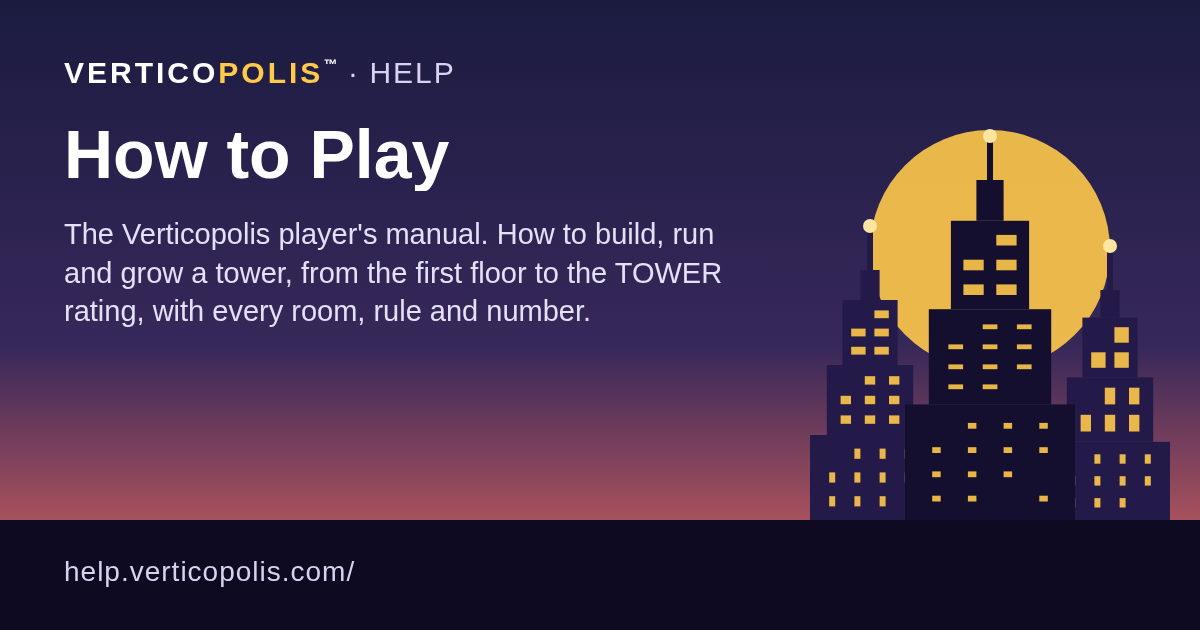 VERTICOPOLIS™ · HELP
How to Play
The Verticopolis player's manual. How to build, run
and grow a tower, from the first floor to the TOWER
rating, with every room, rule and number.
help.verticopolis.com/